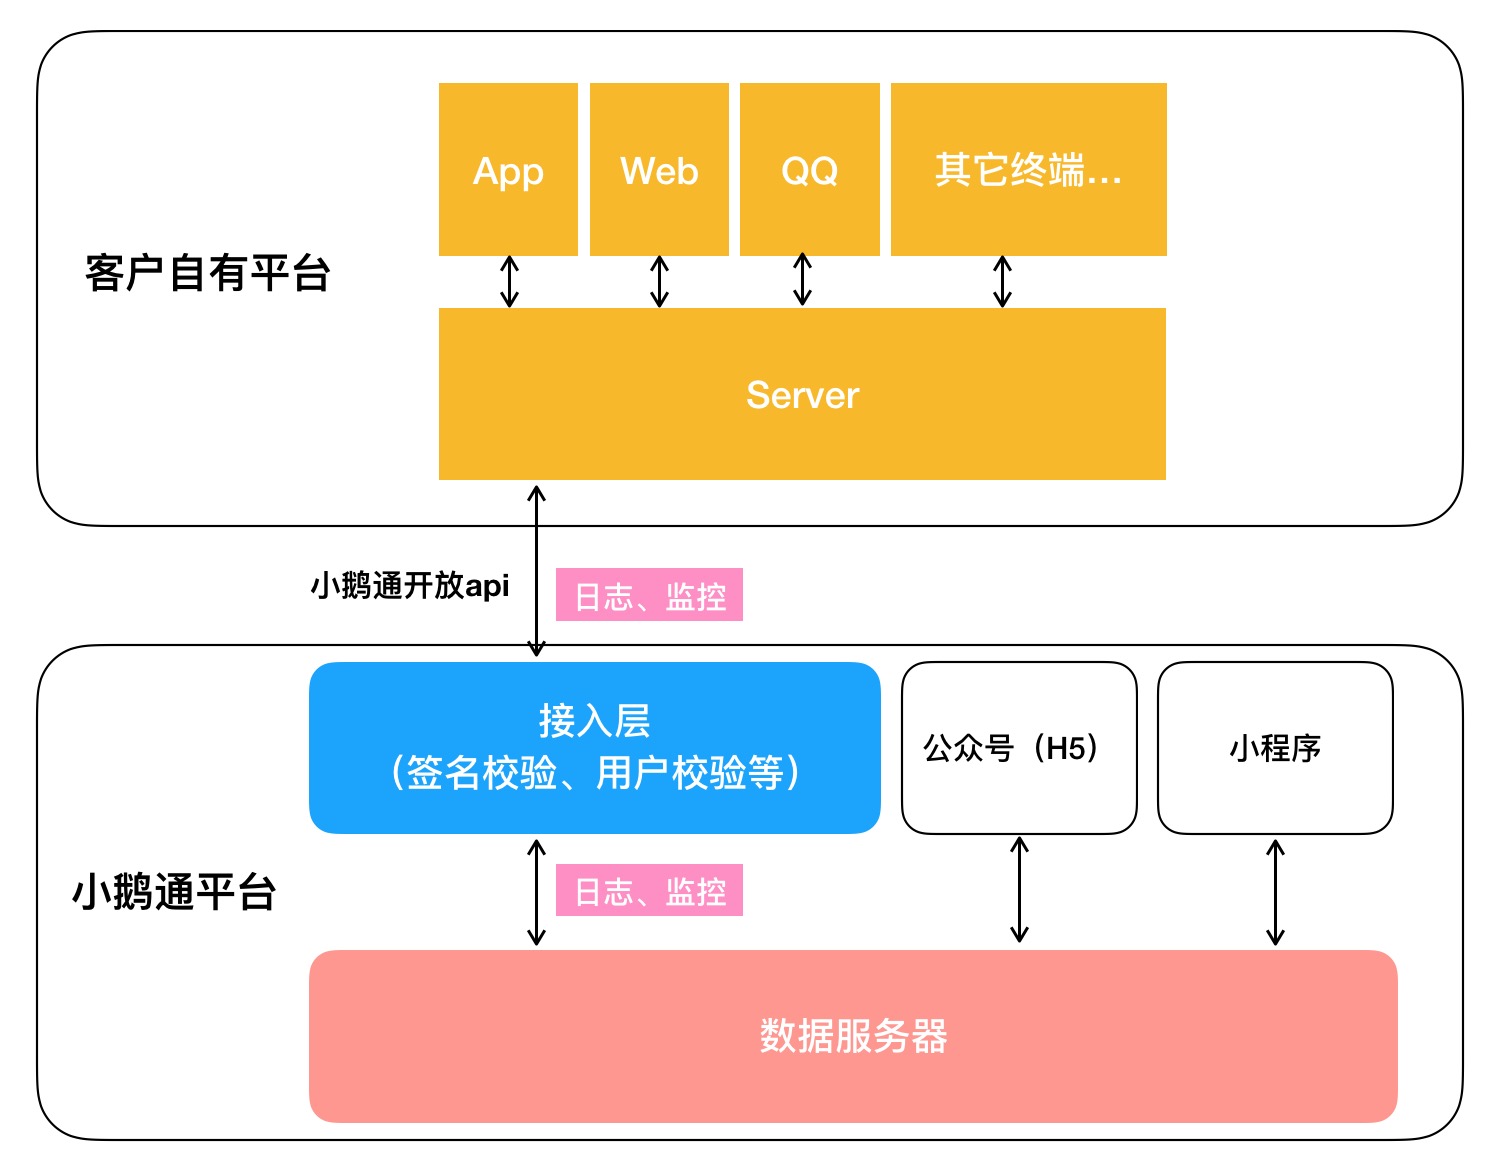 App
Web
QQ
其它终端...
客户自有平台
Server
小鹅通开放api
日志、监控
接入层
（签名校验、用户校验等）
公众号（H5）
小程序
小鹅通平台
日志、监控
数据服务器